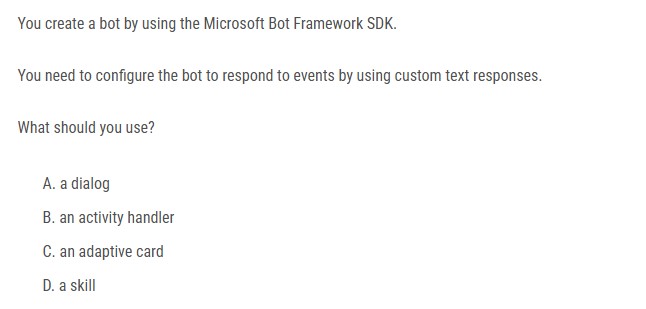 You create a bot by using the Microsoft Bot Framework SDK.
You need to configure the bot to respond to events by using custom text responses.
What should you use?
A. a dialog
B. an activity handler
C. an adaptive card
D. a skill